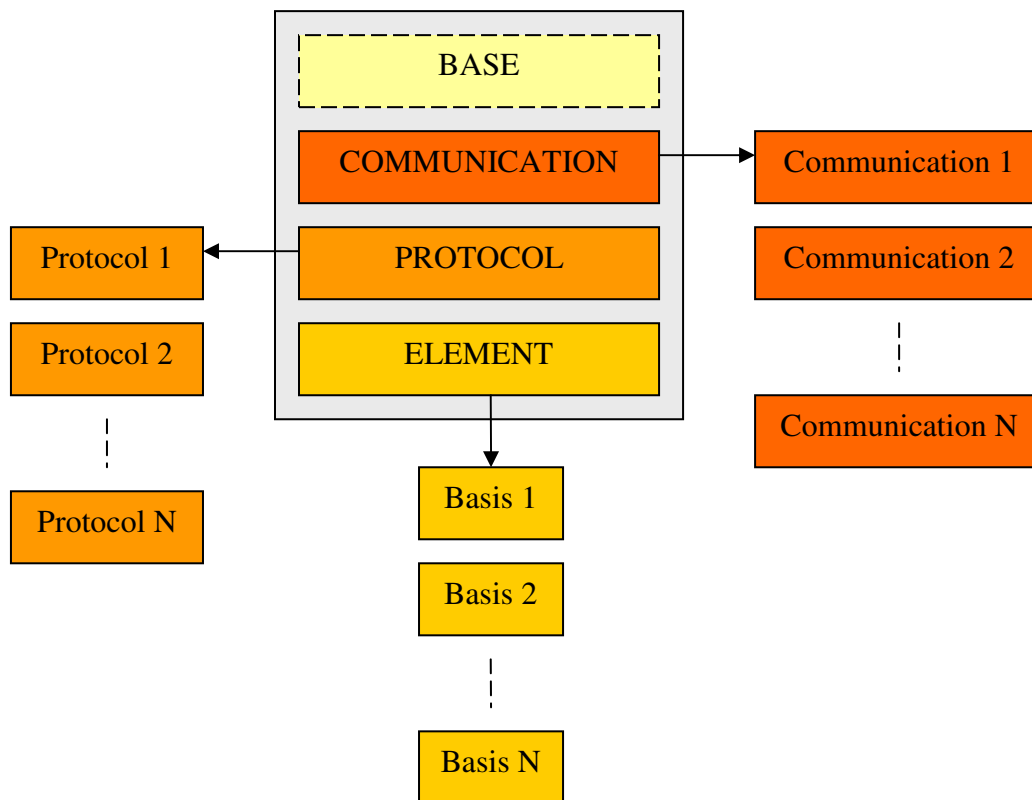 BASE
COMMUNICATION
PROTOCOL
ELEMENT
Communication 1
Communication 2
Communication N
Protocol 1
Protocol 2
Protocol N
Basis 1
Basis 2
Basis N